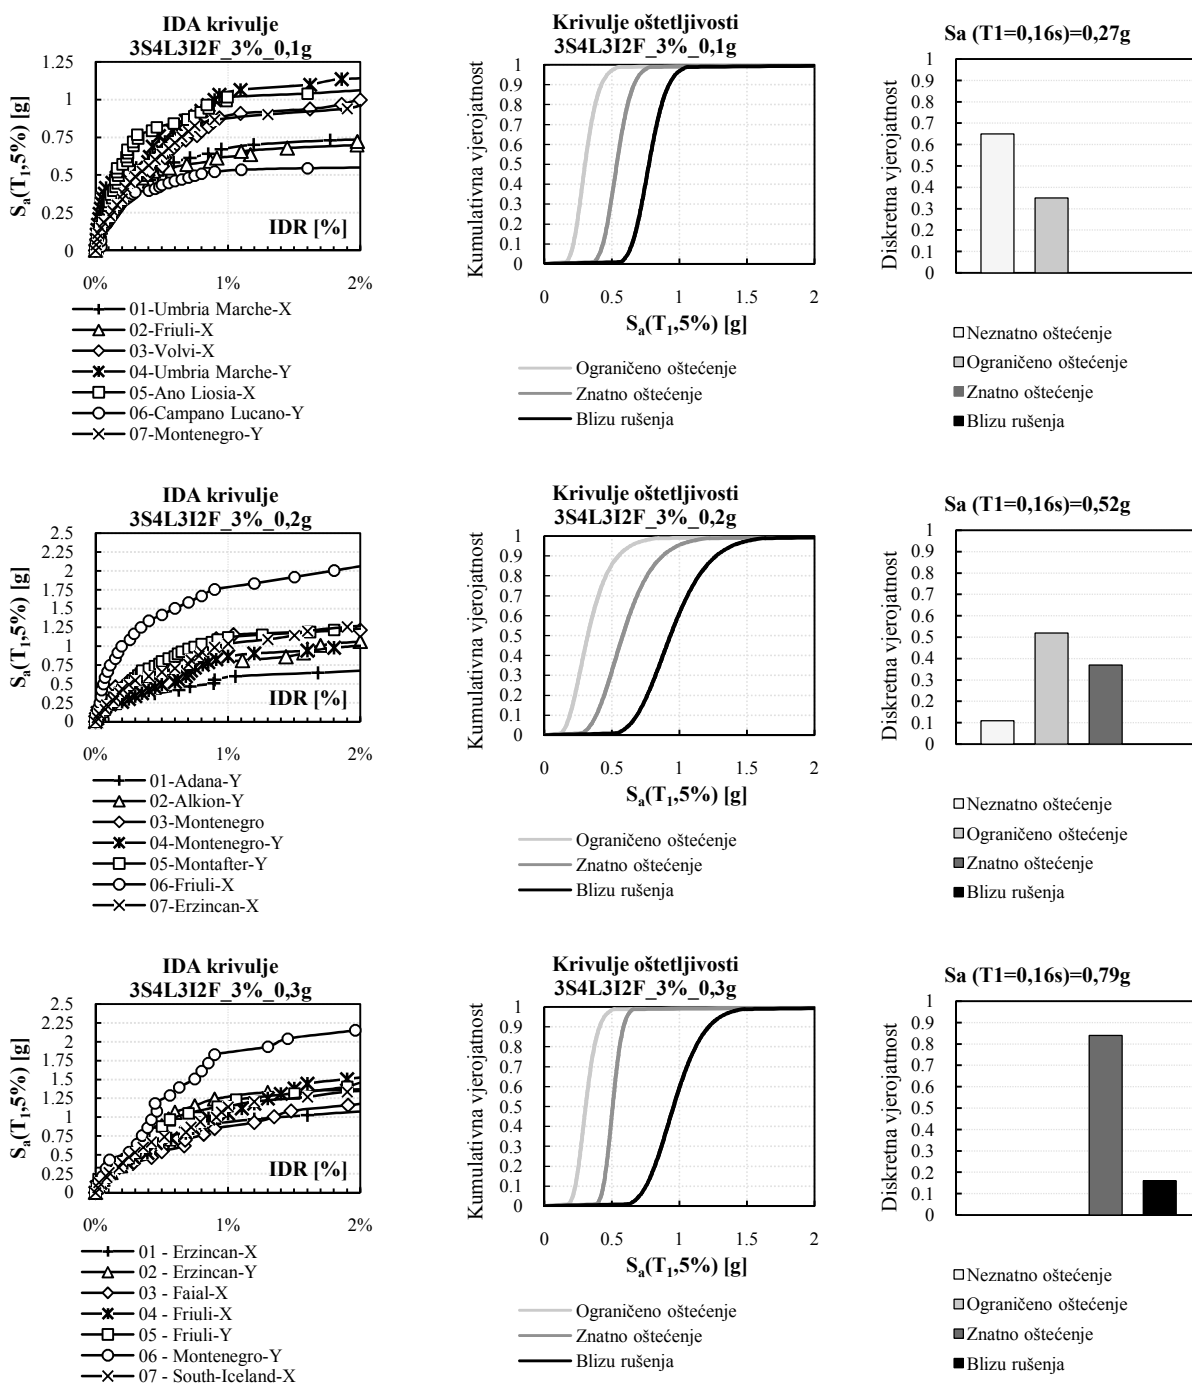 IDA krivulje
3S4L3I2F_3%_0,1g
1.25
1
0.75
0.5
0.25
0
Sa(T1,5%) [g]
IDR [%]
0% 1% 2%
01-Umbria Marche-X
02-Friuli-X
03-Volvi-X
04-Umbria Marche-Y
05-Ano Liosia-X
06-Campano Lucano-Y
07-Montenegro-Y
Krivulje oštetljivosti
3S4L3I2F_3%_0,1g
Kumulativna vjerojatnost
1
0.9
0.8
0.7
0.6
0.5
0.4
0.3
0.2
0.1
0
0 0.5 1 1.5 2
Sa(T1,5%) [g]
Ograničeno oštećenje
Znatno oštećenje
Blizu rušenja
Sa (T1=0,16s)=0,27g
Diskretna vjerojatnost
1
0.9
0.8
0.7
0.6
0.5
0.4
0.3
0.2
0.1
0
Neznatno oštećenje
Ograničeno oštećenje
Znatno oštećenje
Blizu rušenja
IDA krivulje
3S4L3I2F_3%_0,2g
2.5
2.25
2
1.75
1.5
1.25
1
0.75
0.5
0.25
0
Sa(T1,5%) [g]
IDR [%]
0% 1% 2%
01-Adana-Y
02-Alkion-Y
03-Montenegro
04-Montenegro-Y
05-Montafter-Y
06-Friuli-X
07-Erzincan-X
Krivulje oštetljivosti
3S4L3I2F_3%_0,2g
Kumulativna vjerojatnost
1
0.9
0.8
0.7
0.6
0.5
0.4
0.3
0.2
0.1
0
0 0.5 1 1.5 2
Sa(T1,5%) [g]
Ograničeno oštećenje
Znatno oštećenje
Blizu rušenja
Sa (T1=0,16s)=0,52g
Diskretna vjerojatnost
1
0.9
0.8
0.7
0.6
0.5
0.4
0.3
0.2
0.1
0
Neznatno oštećenje
Ograničeno oštećenje
Znatno oštećenje
Blizu rušenja
IDA krivulje
3S4L3I2F_3%_0,3g
2.5
2.25
2
1.75
1.5
1.25
1
0.75
0.5
0.25
0
Sa(T1,5%) [g]
IDR [%]
0% 1% 2%
01 - Erzincan-X
02 - Erzincan-Y
03 - Faial-X
04 - Friuli-X
05 - Friuli-Y
06 - Montenegro-Y
07 - South-Iceland-X
Krivulje oštetljivosti
3S4L3I2F_3%_0,3g
Kumulativna vjerojatnost
1
0.9
0.8
0.7
0.6
0.5
0.4
0.3
0.2
0.1
0
0 0.5 1 1.5 2
Sa(T1,5%) [g]
Ograničeno oštećenje
Znatno oštećenje
Blizu rušenja
Sa (T1=0,16s)=0,79g
Diskretna vjerojatnost
1
0.9
0.8
0.7
0.6
0.5
0.4
0.3
0.2
0.1
0
Neznatno oštećenje
Ograničeno oštećenje
Znatno oštećenje
Blizu rušenja